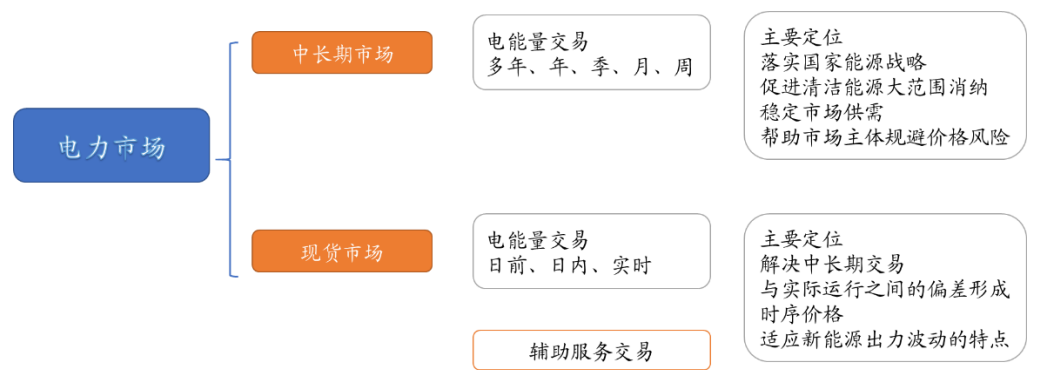 电力市场
中长期市场
电能量交易
多年、年、季、月、周
主要定位
落实国家能源战略
促进清洁能源大范围消纳
稳定市场供需
帮助市场主体规避价格风险
现货市场
电能量交易
日前、日内、实时
主要定位
解决中长期交易
与实际运行之间的偏差形成
时序价格
适应新能源出力波动的特点
辅助服务交易